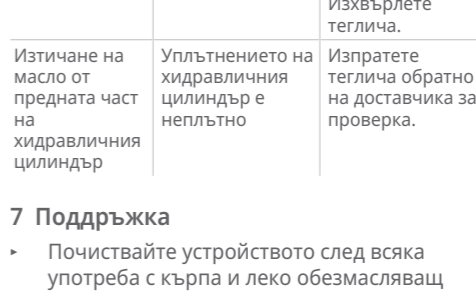 Изхвърлете
теглича.
Изтичане на
масло от
предната част
на
хидравличния
цилиндър
Уплътнението на
хидравличния
цилиндър е
неплътно
Изпратете
теглича обратно
на доставчика за
проверка.
7 Поддръжка
‣ Почиствайте устройството след всяка
употреба с кърпа и леко обезмасляващ